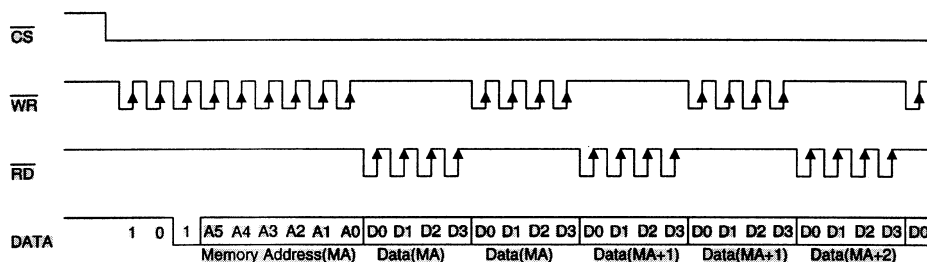 CS
WR
RD
DATA 1 0 1 A5 A4 A3 A2 A1 A0 D0 D1 D2 D3 D0 D1 D2 D3 D0 D1 D2 D3 D0 D1 D2 D3 D0 D1 D2 D3 D0
Memory Address(MA) Data(MA) Data(MA) Data(MA+1) Data(MA+1) Data(MA+2)